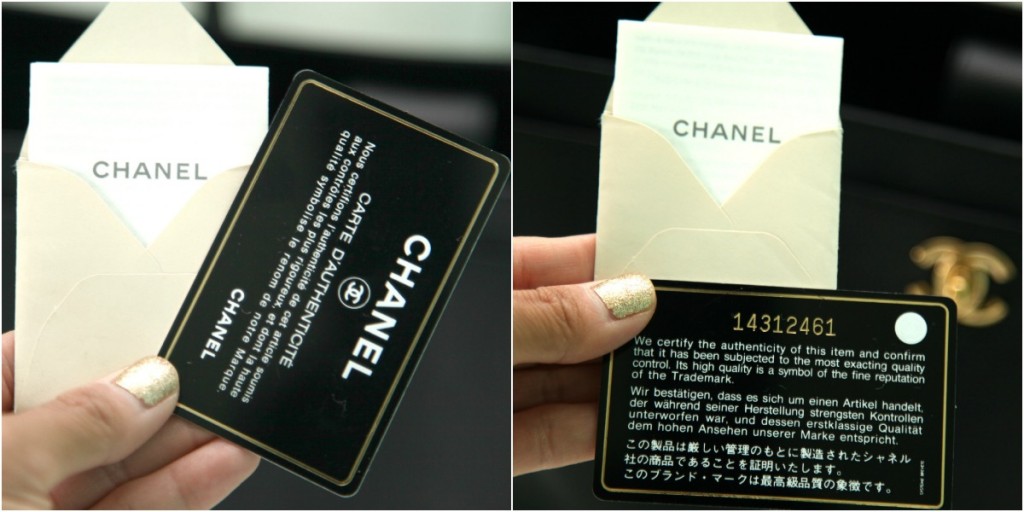 CHANEL
CHANEL
CARTE D'AUTHENTICITÉ
Nous certifions l'authenticité de cet article soumis
aux contrôles les plus rigoureux et dont la haute
qualité symbolise le renom de notre Marque.
CHANEL
CHANEL
14312461
We certify the authenticity of this item and confirm
that it has been subjected to the most exacting quality
control. Its high quality is a symbol of the fine reputation
of the Trademark.
Wir bestätigen, dass es sich um einen Artikel handelt,
der während seiner Herstellung strengsten Kontrollen
unterworfen war, und dessen erstklassige Qualität
dem hohen Ansehen unserer Marke entspricht.
この製品は厳しい管理のもとに製造されたシャネル
社の商品であることを証明いたします。
このブランド・マークは最高級品質の象徴です。